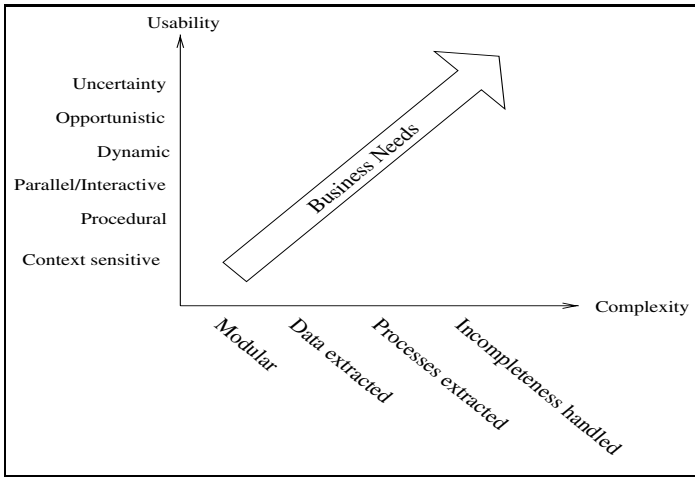 Usability
Uncertainty
Opportunistic
Dynamic
Parallel/Interactive
Procedural
Context sensitive
Business Needs
Complexity
Modular
Data extracted
Processes extracted
Incompleteness handled